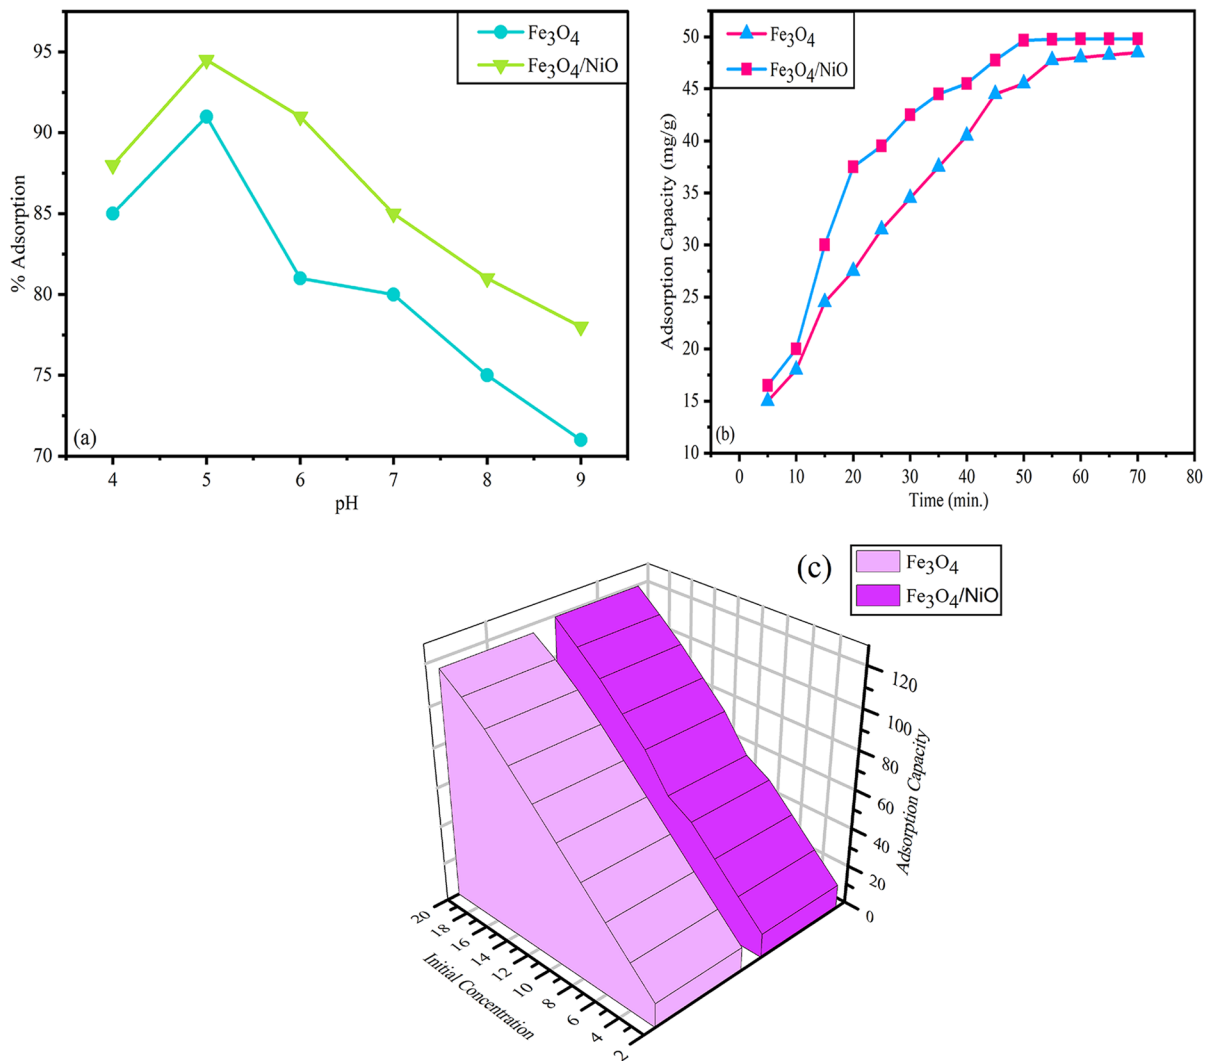 Fe3O4
Fe3O4/NiO
95
90
85
80
75
70
% Adsorption
(a)
4 5 6 7 8 9
pH
Fe3O4
Fe3O4/NiO
50
45
40
35
30
25
20
15
10
Adsorption Capacity (mg/g)
(b)
0 10 20 30 40 50 60 70 80
Time (min.)
(c)
Fe3O4
Fe3O4/NiO
120
100
80
60
40
20
0
Adsorption Capacity
20 18 16 14 12 10 8 6 4 2
Initial Concentration